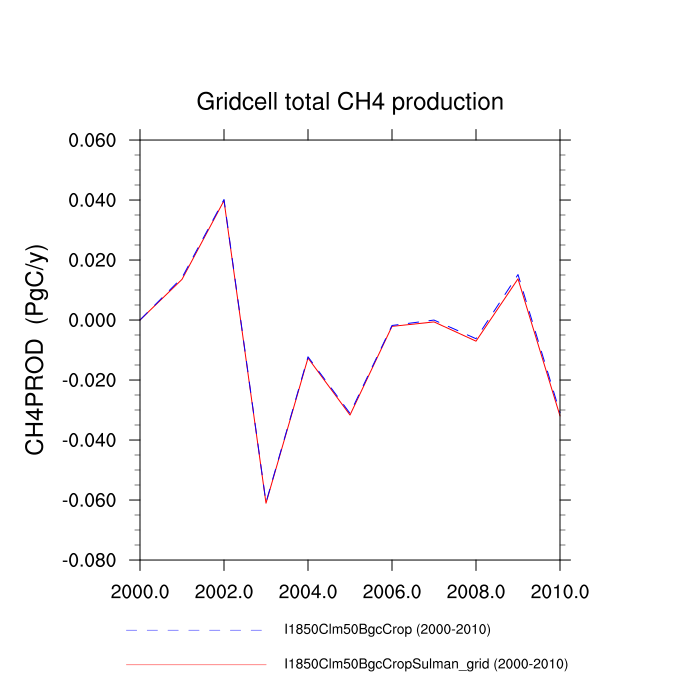 Gridcell total CH4 production
CH4PROD (PgC/y)
0.060
0.040
0.020
0.000
-0.020
-0.040
-0.060
-0.080
2000.0 2002.0 2004.0 2006.0 2008.0 2010.0
I1850Clm50BgcCrop (2000-2010)
I1850Clm50BgcCropSulman_grid (2000-2010)